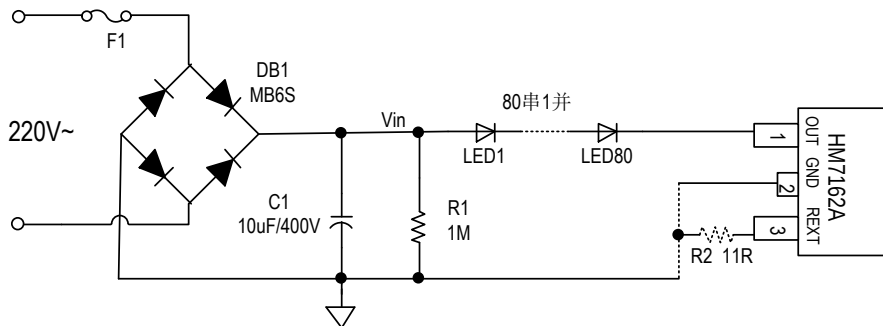 F1
DB1
MB6S
220V~
Vin
80串1并
LED1
LED80
C1
10uF/400V
R1
1M
1
OUT
2
GND
3
REXT
HM7162A
R2 11R